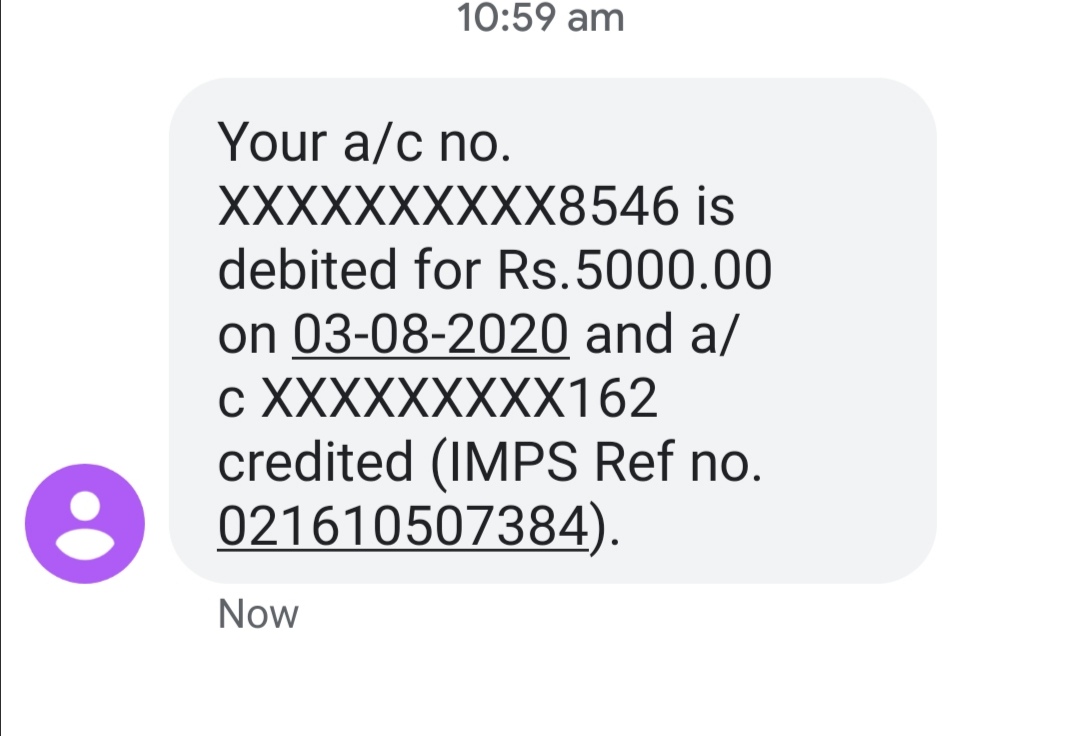 10:59 am
Your a/c no.
XXXXXXXXXX8546 is
debited for Rs.5000.00
on 03-08-2020 and a/
c XXXXXXXXX162
credited (IMPS Ref no.
021610507384).
Now